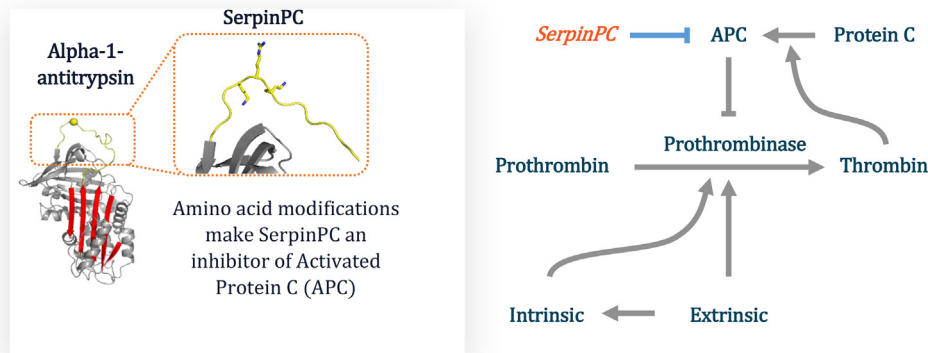 SerpinPC
Alpha-1-
antitrypsin
Amino acid modifications
make SerpinPC an
inhibitor of Activated
Protein C (APC)
SerpinPC
APC
Protein C
Prothrombinase
Prothrombin
Thrombin
Intrinsic
Extrinsic